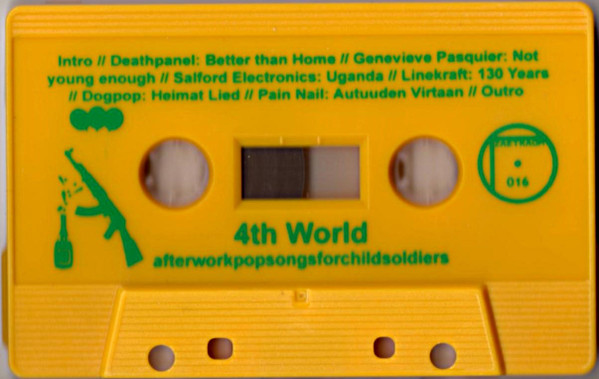 Intro // Deathpanel: Better than Home // Genevieve Pasquier: Not
young enough // Salford Electronics: Uganda // Linekraft: 130 Years
// Dogpop: Heimat Lied // Pain Nail: Autuuden Virtaan // Outro
016
4th World
afterworkpopsongsforchildsoldiers